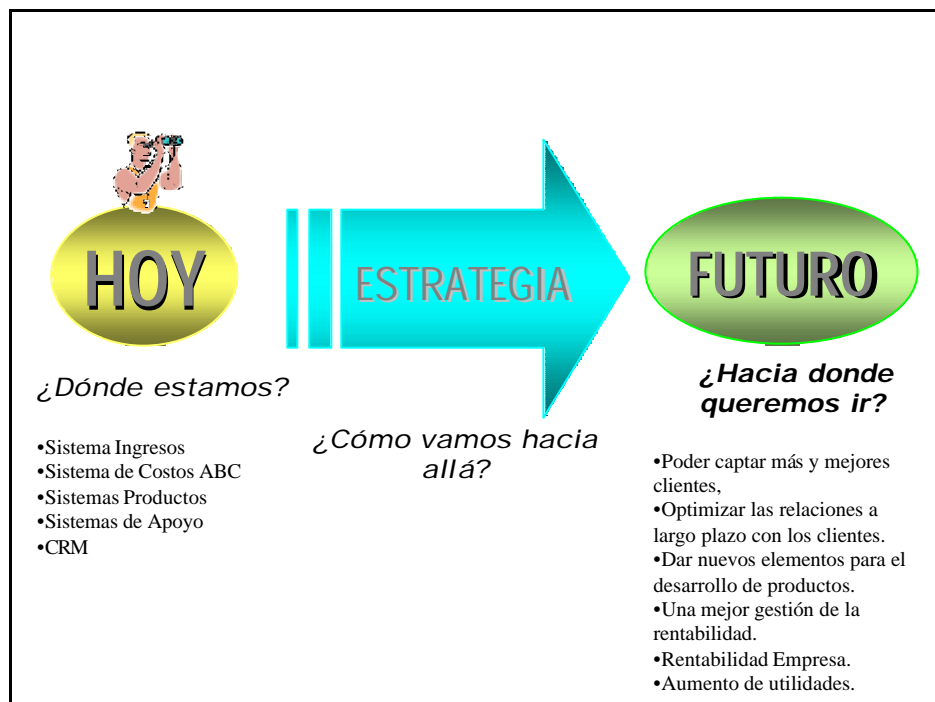 HOY
ESTRATEGIA
FUTURO
¿Dónde estamos?
•Sistema Ingresos
•Sistema de Costos ABC
•Sistemas Productos
•Sistemas de Apoyo
•CRM
¿Cómo vamos hacia
allá?
¿Hacia donde
queremos ir?
•Poder captar más y mejores
clientes,
•Optimizar las relaciones a
largo plazo con los clientes.
•Dar nuevos elementos para el
desarrollo de productos.
•Una mejor gestión de la
rentabilidad.
•Rentabilidad Empresa.
•Aumento de utilidades.